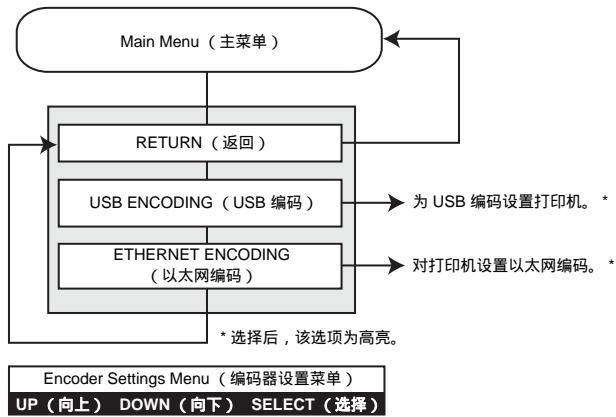 Main Menu （主菜单）
RETURN （返回）
USB ENCODING （USB 编码）
为 USB 编码设置打印机。 *
ETHERNET ENCODING
（以太网编码）
对打印机设置以太网编码。 *
* 选择后，该选项为高亮。
Encoder Settings Menu （编码器设置菜单）
UP （向上） DOWN （向下） SELECT （选择）